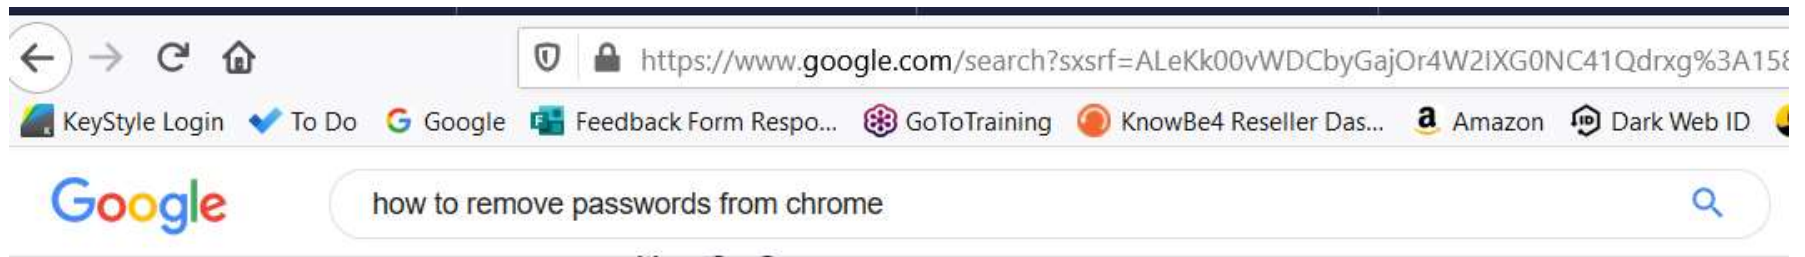 https://www.google.com/search?sxsrf=ALeKk00vWDCbyGajOr4W2IXG0NC41Qdrxg%3A158
KeyStyle Login To Do Google Feedback Form Respo... GoToTraining KnowBe4 Reseller Das... Amazon Dark Web ID
Google how to remove passwords from chrome